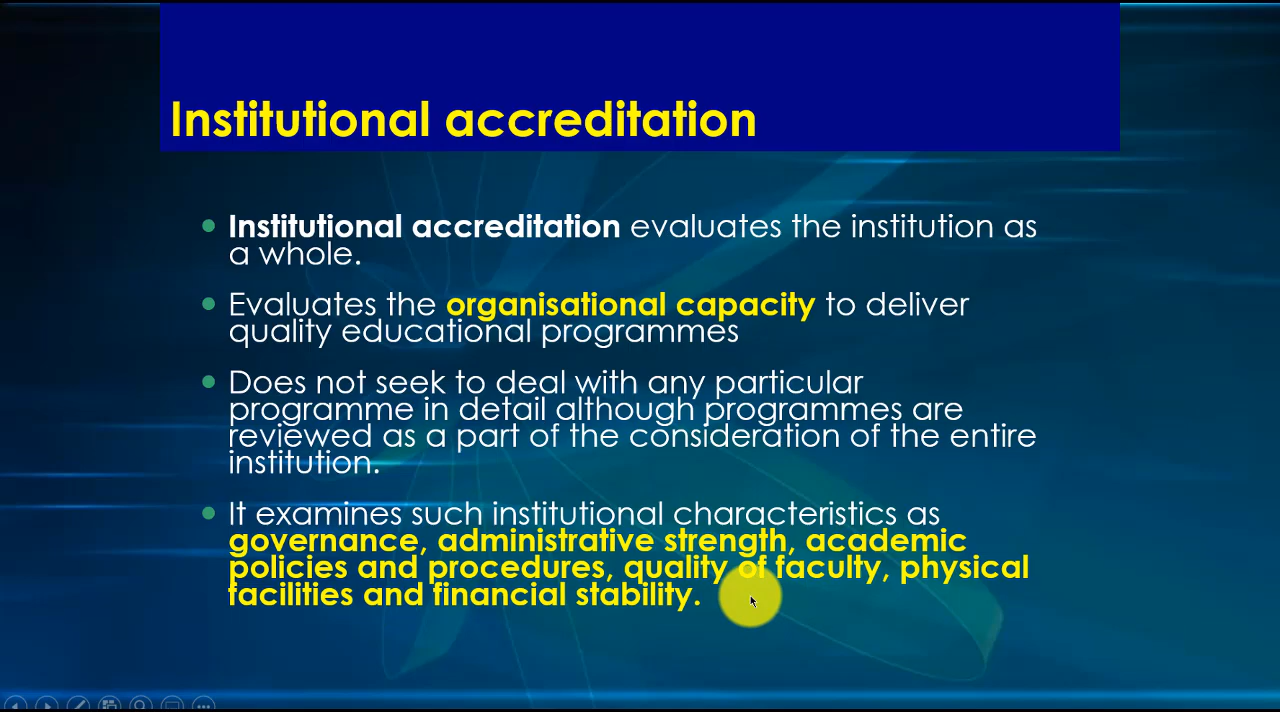 Institutional accreditation
Institutional accreditation evaluates the institution as
a whole.
Evaluates the organisational capacity to deliver
quality educational programmes
Does not seek to deal with any particular
programme in detail although programmes are
reviewed as a part of the consideration of the entire
institution.
It examines such institutional characteristics as
governance, administrative strength, academic
policies and procedures, quality of faculty, physical
facilities and financial stability.